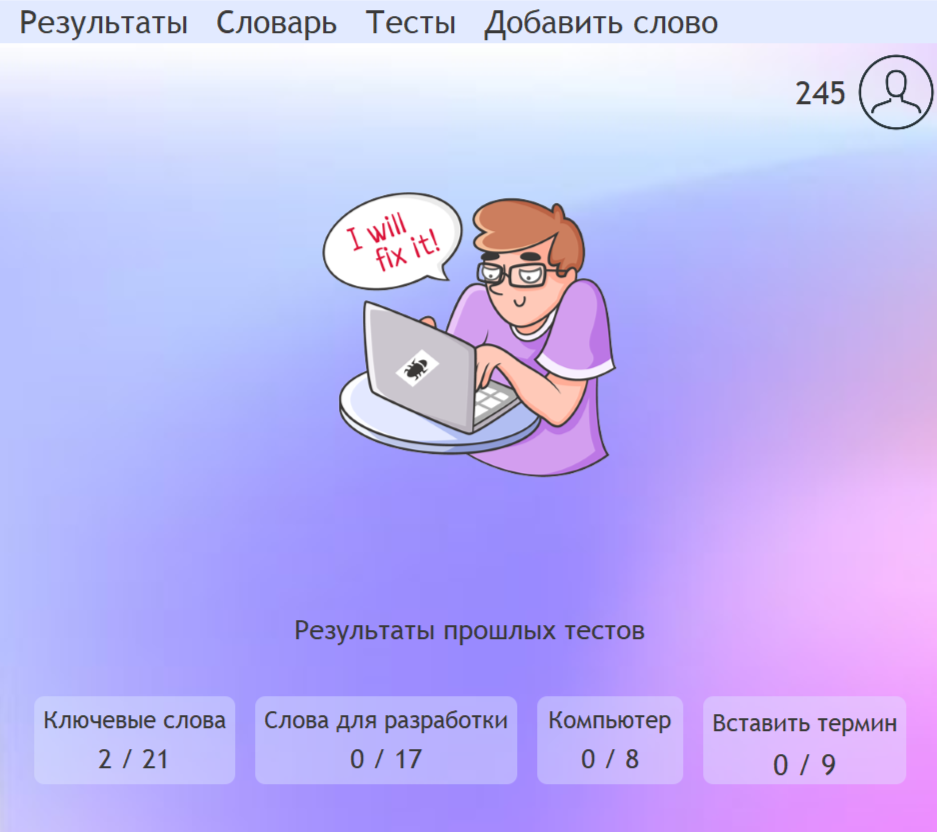 Результаты Словарь Тесты Добавить слово
245
I will
fix it!
Результаты прошлых тестов
Ключевые слова Слова для разработки Компьютер Вставить термин
2 / 21 0 / 17 0 / 8 0 / 9